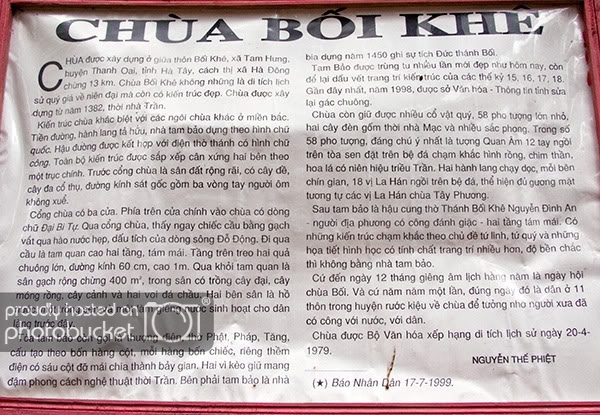 CHÙA BỐI KHÊ
CHÙA được xây dựng ở giữa thôn Bối Khê, xã Tam Hưng,
huyện Thanh Oai, tỉnh Hà Tây, cách thị xã Hà Đông
chừng 13 km. Chùa Bối Khê không những là di tích lịch
sử quý giá về niên đại mà còn có kiến trúc đẹp. Chùa được xây
dựng từ năm 1382, thời nhà Trần.
Kiến trúc chùa khác biệt với các ngôi chùa khác ở miền bắc.
Tiền đường, hành lang tả hữu, nhà tam bảo dựng theo hình chữ
quốc. Hậu đường được kết hợp với điện thờ thánh có hình chữ
công. Toàn bộ kiến trúc được sắp xếp cân xứng hai bên theo
một trục chính. Trước cổng chùa là sân đất rộng rãi, có cây đề,
cây đa cổ thụ, đường kính sát gốc gồm ba vòng tay người ôm
không xuể.
Cổng chùa có ba cửa. Phía trên cửa chính vào chùa có dòng
chữ Đại Bi Tự. Qua cổng chùa, thấy ngay chiếc cầu bằng gạch
vắt qua hào nước hẹp, dấu tích của dòng sông Đỗ Động. Đi qua
cầu là tam quan cao hai tầng, tám mái. Tầng trên treo hai quả
chuông lớn, đường kính 60 cm, cao 1m. Qua khỏi tam quan là
sân gạch rộng chừng 400 m², trong sân có trồng cây đại, cây
móng rồng, cây cảnh và hai voi đá chầu. Hai bên sân là hồ
nước sinh hoạt cho dân
làng trước đây.
Tòa tam bảo còn gọi là thượng điện, thờ Phật, Pháp, Tăng,
cấu tạo theo bốn hàng cột, mỗi hàng bốn chiếc, riêng thềm
điện có sáu cột đỡ mái chia thành bảy gian. Hai vì kèo giữ mang
đậm phong cách nghệ thuật thời Trần. Bên phải tam bảo là nhà
bia dựng năm 1450 ghi sự tích Đức thánh Bối.
Tam Bảo được trùng tu nhiều lần mới đẹp như hôm nay, còn
để lại dấu vết trang trí kiến trúc của các thế kỷ 15, 16, 17, 18.
Gần đây nhất, năm 1998, được sở Văn hóa - Thông tin tỉnh sửa
lại gác chuông.
Chùa còn giữ được nhiều cổ vật quý, 58 pho tượng lớn nhỏ,
hai cây đèn gốm thời nhà Mạc và nhiều sắc phong. Trong số
58 pho tượng, đáng chú ý nhất là tượng Quan Âm 12 tay ngồi
trên tòa sen đặt trên bệ đá chạm khắc hình rồng, chim thần,
hoa lá có niên hiệu triều Trần. Hai hành lang chạy dọc, mỗi bên
chín gian, 18 vị La Hán ngồi trên bệ đá, thể hiện đủ gương mặt
tương tự các vị La Hán chùa Tây Phương.
Sau tam bảo là hậu cung thờ Thánh Bối Khê Nguyễn Đình An
- người địa phương có công đánh giặc - hai tầng tám mái. Có
những kiến trúc chạm khắc theo chủ đề tứ linh, tứ quý và những
họa tiết hình học có tính chất trang trí nhiều hơn, độ bền chắc
thì không bằng nhà tam bảo.
Cứ đến ngày 12 tháng giêng âm lịch hàng năm là ngày hội
chùa Bối. Và cứ năm năm một lần, đúng ngày đó là dân ở 11
thôn trong huyện rước kiệu về chùa để tưởng nhớ người xưa đã
có công với nước, với dân.
Chùa được Bộ Văn hóa xếp hạng di tích lịch sử ngày 20-4-
1979.
NGUYỄN THẾ PHIỆT
(★) Báo Nhân Dân 17-7-1999.
proudly hosted on
photobucket